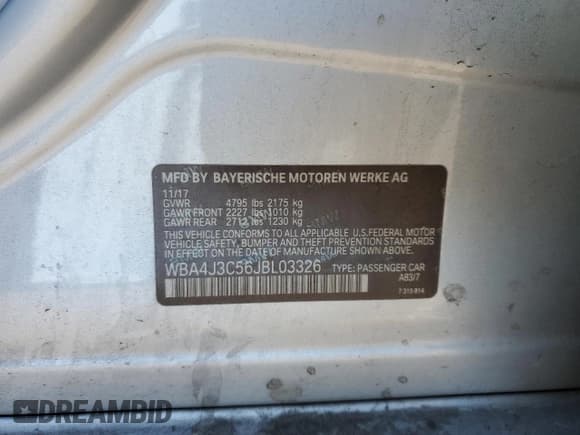 MFD BY BAYERISCHE MOTOREN WERKE AG
11/17
GVWR 4795 lbs 2175 kg
GAWR FRONT 2227 lbs 1010 kg
GAWR REAR 2712 lbs 1230 kg
THIS VEHICLE CONFORMS TO ALL APPLICABLE U.S. FEDERAL MOTOR
VEHICLE SAFETY, BUMPER, AND THEFT PREVENTION STANDARDS
IN EFFECT ON THE DATE OF MANUFACTURE SHOWN ABOVE.
WBA4J3C56JBL03326 TYPE: PASSENGER CAR
A83/7
DREAMBID